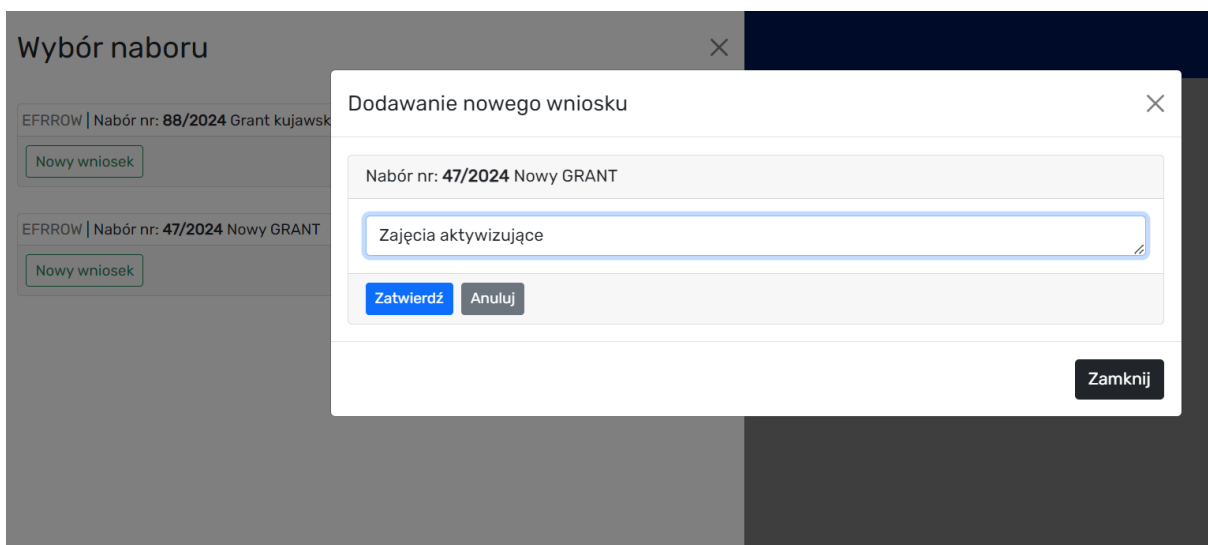 Wybór naboru
EFRROW | Nabór nr: 88/2024 Grant kujawsk
Nowy wniosek
EFRROW | Nabór nr: 47/2024 Nowy GRANT
Nowy wniosek
Dodawanie nowego wniosku
Nabór nr: 47/2024 Nowy GRANT
Zajęcia aktywizujące
Zatwierdź Anuluj
Zamknij